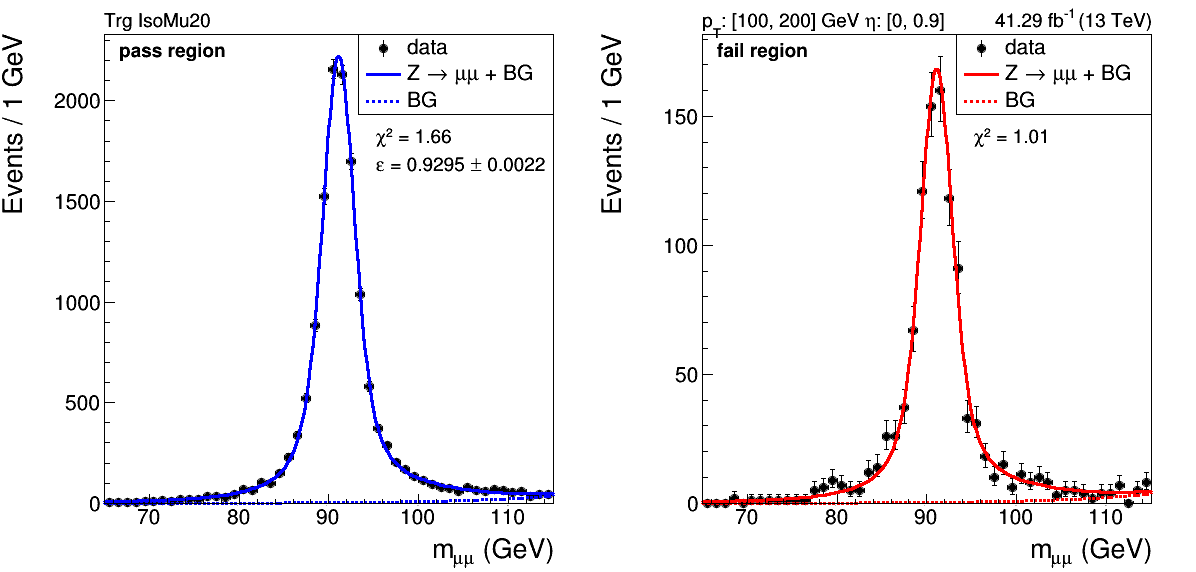 Trg IsoMu20
pass region
data
Z → μμ + BG
BG
χ² = 1.66
ε = 0.9295 ± 0.0022
Events / 1 GeV
2000
1500
1000
500
0
70 80 90 100 110
mμμ (GeV)
pT: [100, 200] GeV η: [0, 0.9] 41.29 fb⁻¹ (13 TeV)
fail region
data
Z → μμ + BG
BG
χ² = 1.01
Events / 1 GeV
150
100
50
0
70 80 90 100 110
mμμ (GeV)